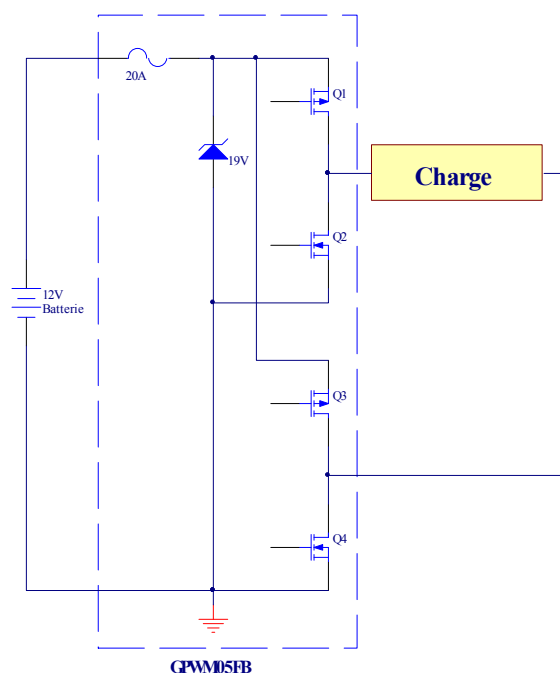 20A
Q1
19V
Charge
Q2
12V
Batterie
Q3
Q4
GPWM05FB